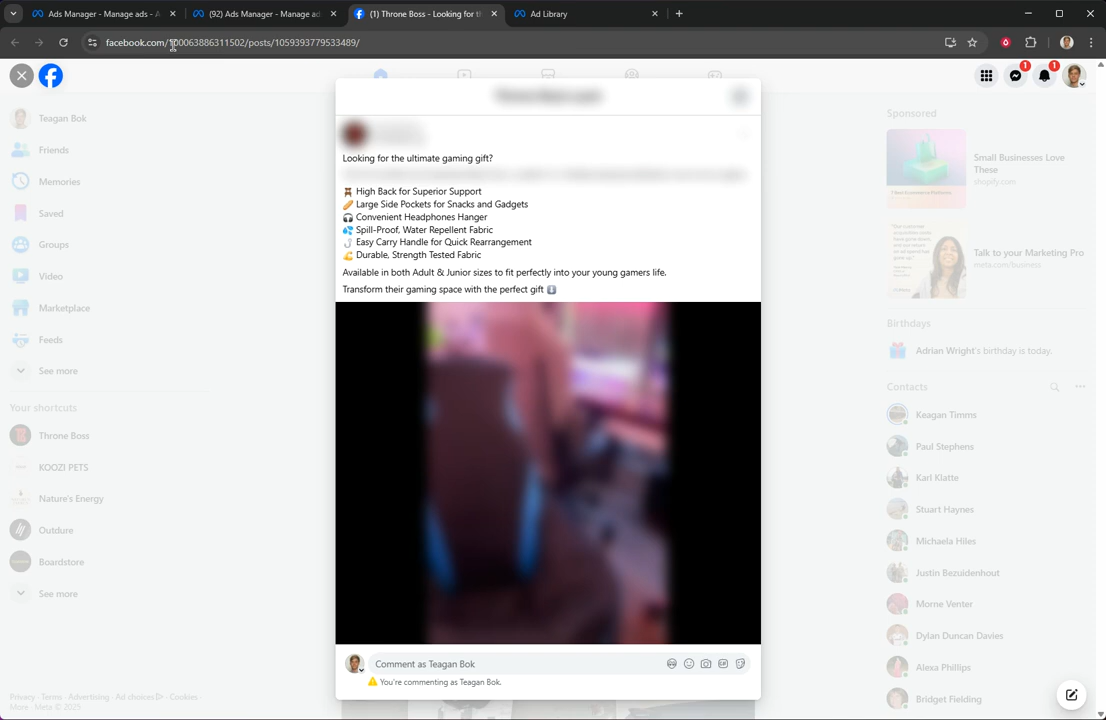 Ads Manager - Manage ads - A
(92) Ads Manager - Manage ad
(1) Throne Boss - Looking for th
Ad Library
facebook.com/100063886311502/posts/1059393779533489/
1
1
Teagan Bok
Friends
Memories
Saved
Groups
Video
Marketplace
Feeds
See more
Your shortcuts
Throne Boss
KOOZI PETS
Nature's Energy
Outdure
Boardstore
See more
Privacy · Terms · Advertising · Ad choices · Cookies ·
More · Meta © 2025
Looking for the ultimate gaming gift?
High Back for Superior Support
Large Side Pockets for Snacks and Gadgets
Convenient Headphones Hanger
Spill-Proof, Water Repellent Fabric
Easy Carry Handle for Quick Rearrangement
Durable, Strength Tested Fabric
Available in both Adult & Junior sizes to fit perfectly into your young gamers life.
Transform their gaming space with the perfect gift
Comment as Teagan Bok
You're commenting as Teagan Bok.
Sponsored
Small Businesses Love
These
shopify.com
Talk to your Marketing Pro
meta.com/business
Birthdays
Adrian Wright's birthday is today.
Contacts
Keagan Timms
Paul Stephens
Karl Klatte
Stuart Haynes
Michaela Hiles
Justin Bezuidenhout
Morne Venter
Dylan Duncan Davies
Alexa Phillips
Bridget Fielding